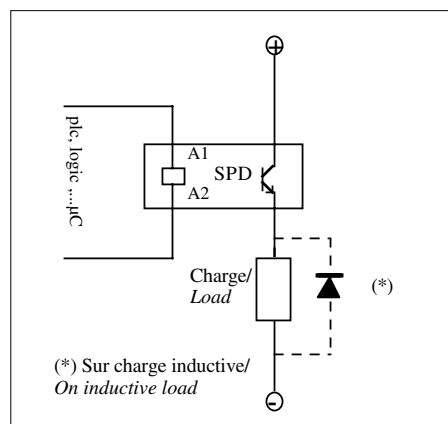 +
plc, logic ,...µC
A1
SPD
A2
Charge/
Load
(*)
(*) Sur charge inductive/
On inductive load
-